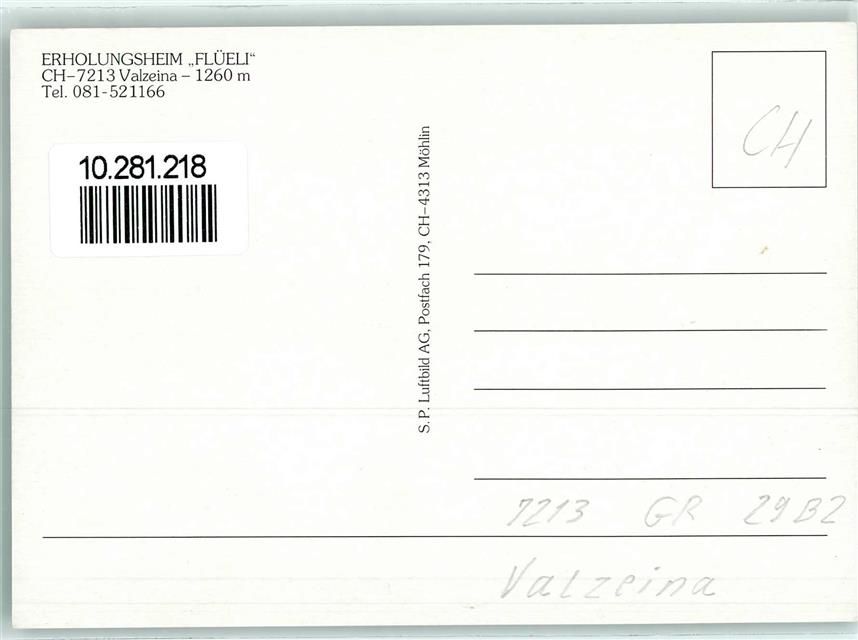 ERHOLUNGSHEIM „FLÜELI“
CH–7213 Valzeina – 1260 m
Tel. 081-521166
10.281.218
S. P. Luftbild AG, Postfach 179, CH–4313 Möhlin
CH
7213 GR 29B2
Valzeina